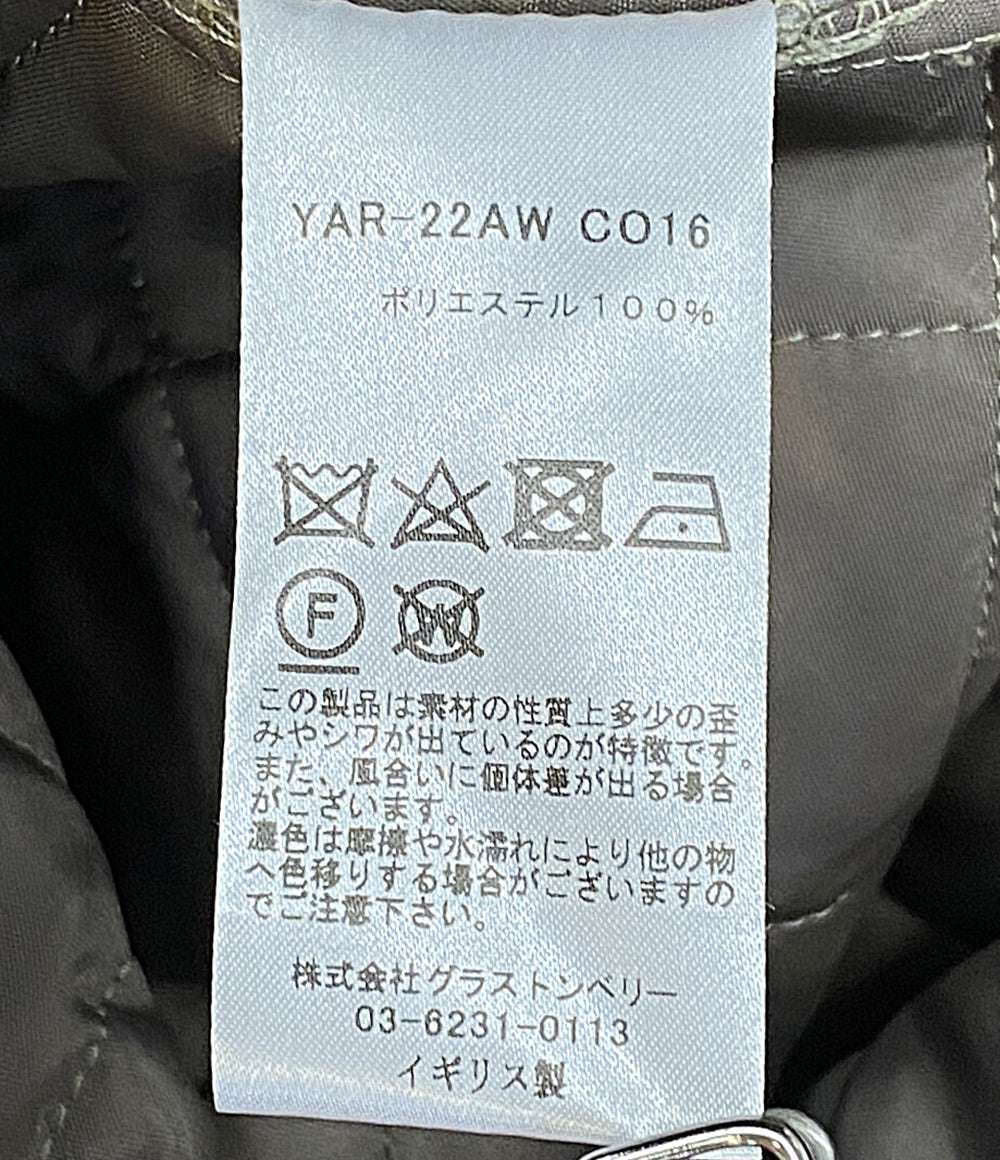 YAR-22AW CO16
ポリエステル100%
F
W
この製品は素材の性質上多少の歪
みやシワが出ているのが特徴です。
また、風合いに個体差が出る場合
がございます。
濃色は摩擦や水濡れにより他の物
へ色移りする場合がございますの
でご注意下さい。
株式会社グラストンベリー
03-6231-0113
イギリス製